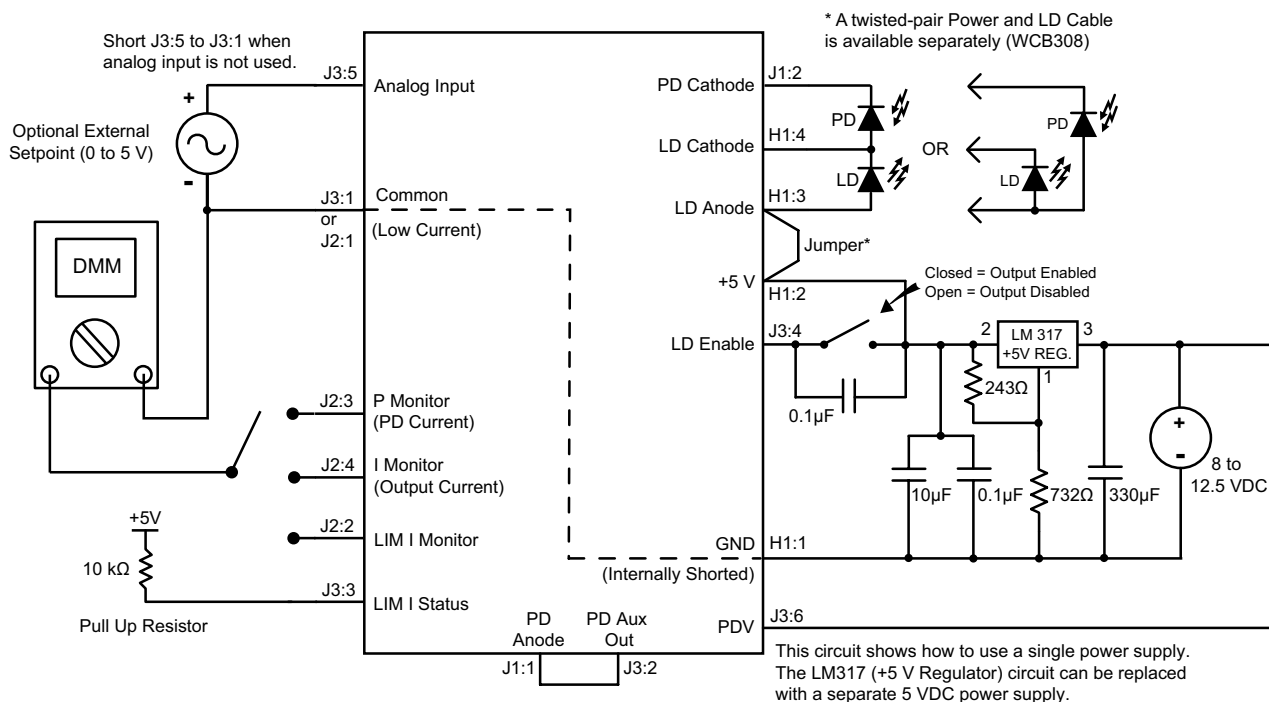 * A twisted-pair Power and LD Cable
is available separately (WCB308)
Short J3:5 to J3:1 when
analog input is not used.
J3:5
Analog Input
+
Optional External
Setpoint (0 to 5 V)
-
J3:1
or
J2:1
Common
(Low Current)
DMM
J2:3
P Monitor
(PD Current)
J2:4
I Monitor
(Output Current)
J2:2
LIM I Monitor
+5V
10 kΩ
J3:3
LIM I Status
Pull Up Resistor
PD
Anode
PD Aux
Out
J1:1
J3:2
PD Cathode
J1:2
PD
LD Cathode
H1:4
LD
LD Anode
H1:3
OR
PD
LD
Jumper*
+5 V
H1:2
Closed = Output Enabled
Open = Output Disabled
LD Enable
J3:4
0.1µF
2
LM 317
+5V REG.
3
1
243Ω
10µF
0.1µF
732Ω
330µF
+
-
8 to
12.5 VDC
GND
H1:1
(Internally Shorted)
PDV
J3:6
This circuit shows how to use a single power supply.
The LM317 (+5 V Regulator) circuit can be replaced
with a separate 5 VDC power supply.